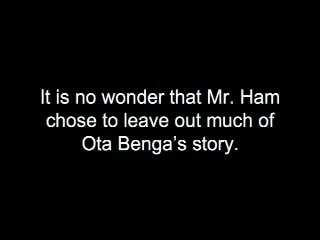 It is no wonder that Mr. Ham
chose to leave out much of
Ota Benga’s story.